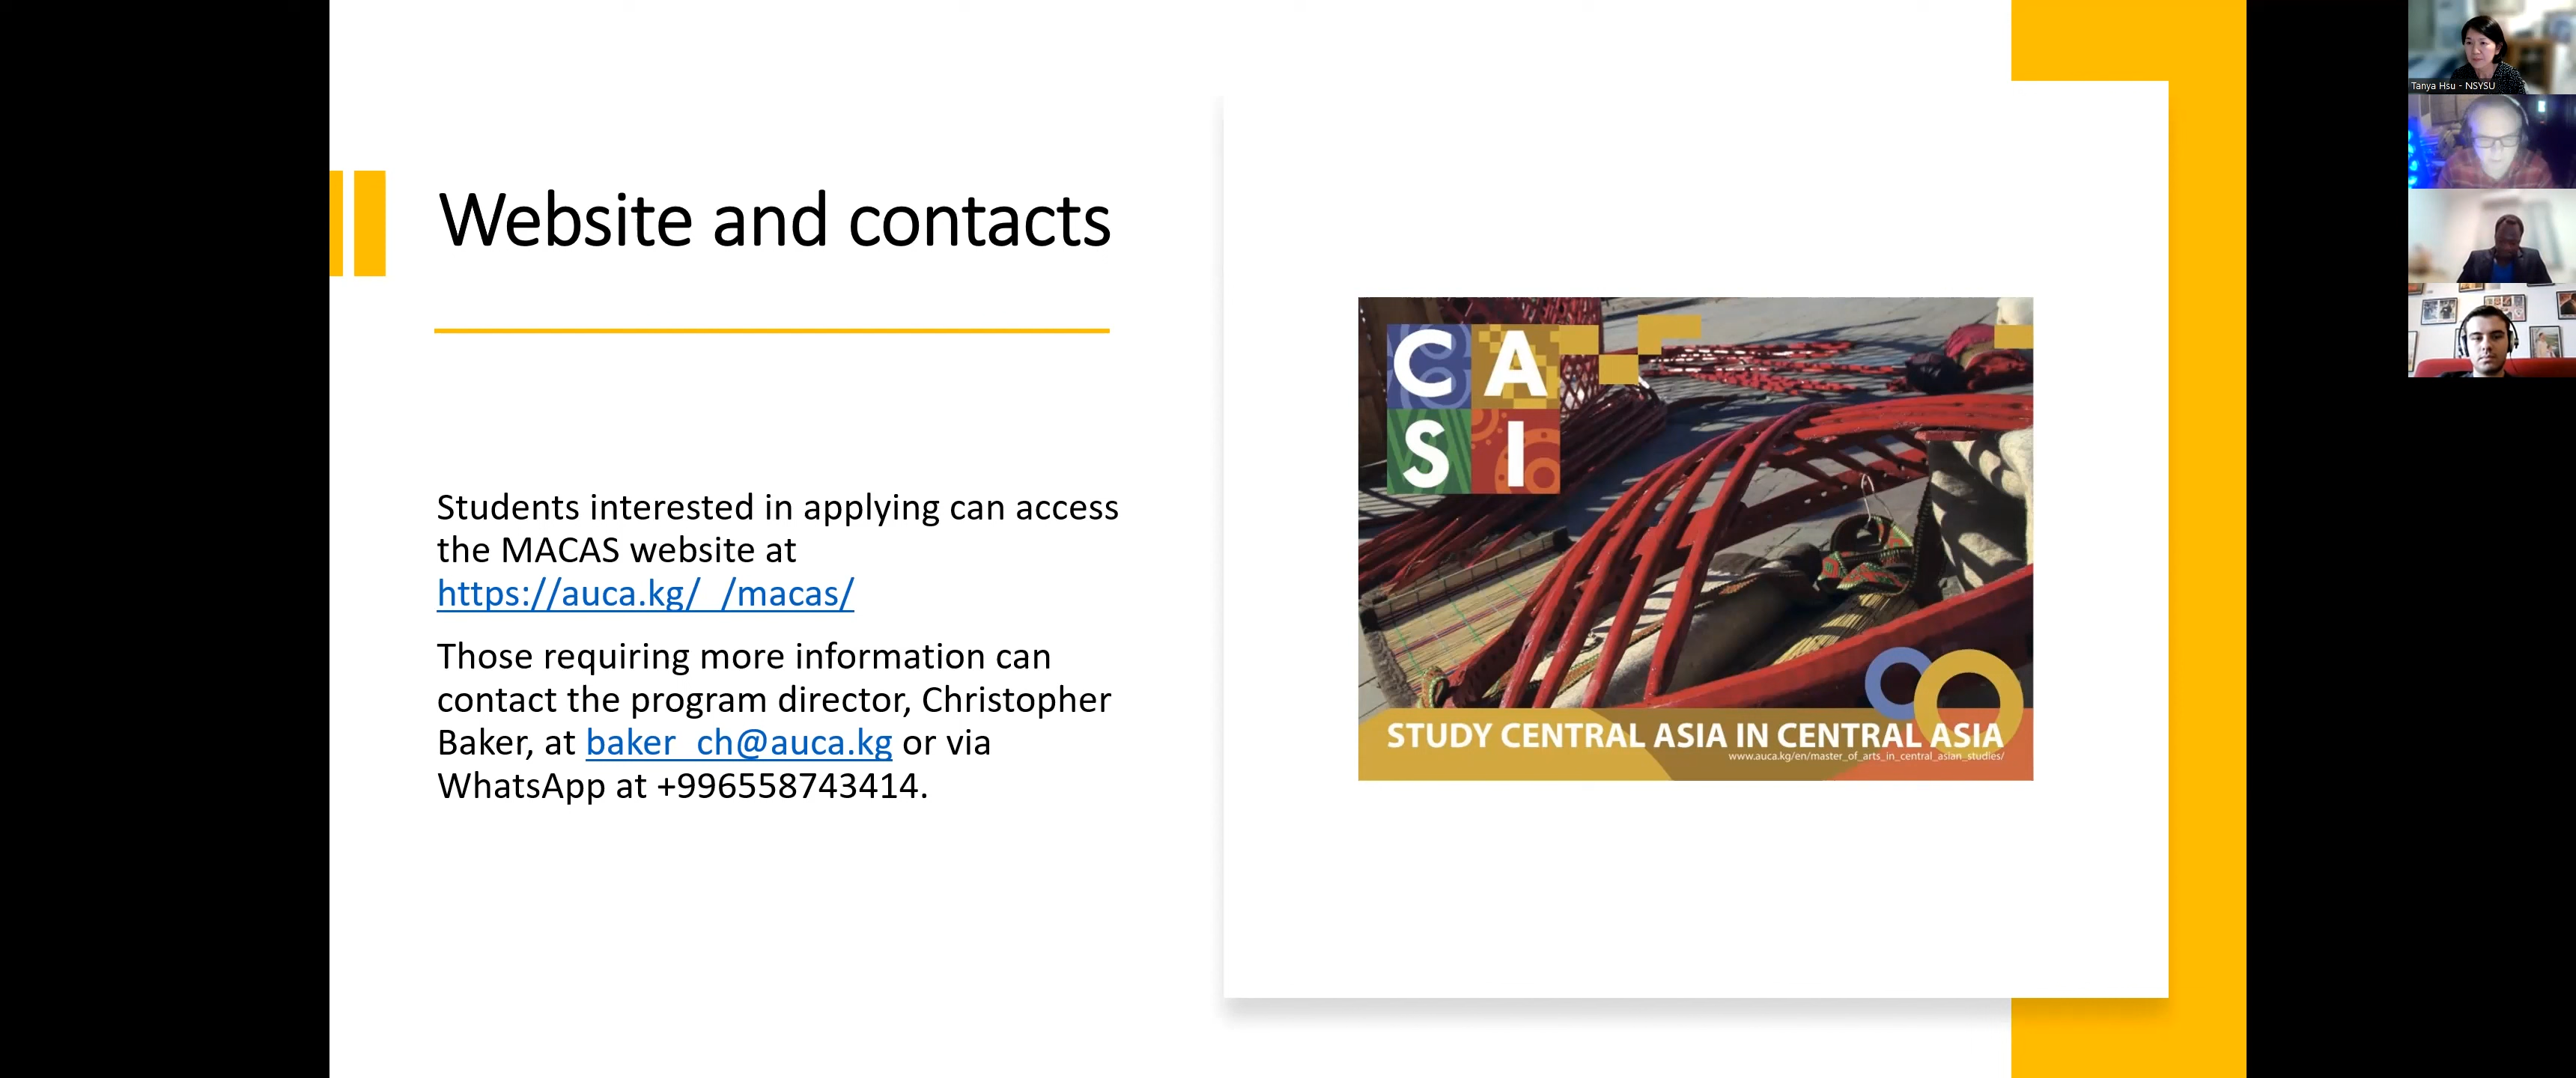 Website and contacts
Students interested in applying can access
the MACAS website at
https://auca.kg/_/macas/
Those requiring more information can
contact the program director, Christopher
Baker, at baker_ch@auca.kg or via
WhatsApp at +996558743414.
C A
S I
STUDY CENTRAL ASIA IN CENTRAL ASIA
www.auca.kg/en/master_of_arts_in_central_asian_studies/
Tanya Hsu - NSYSU